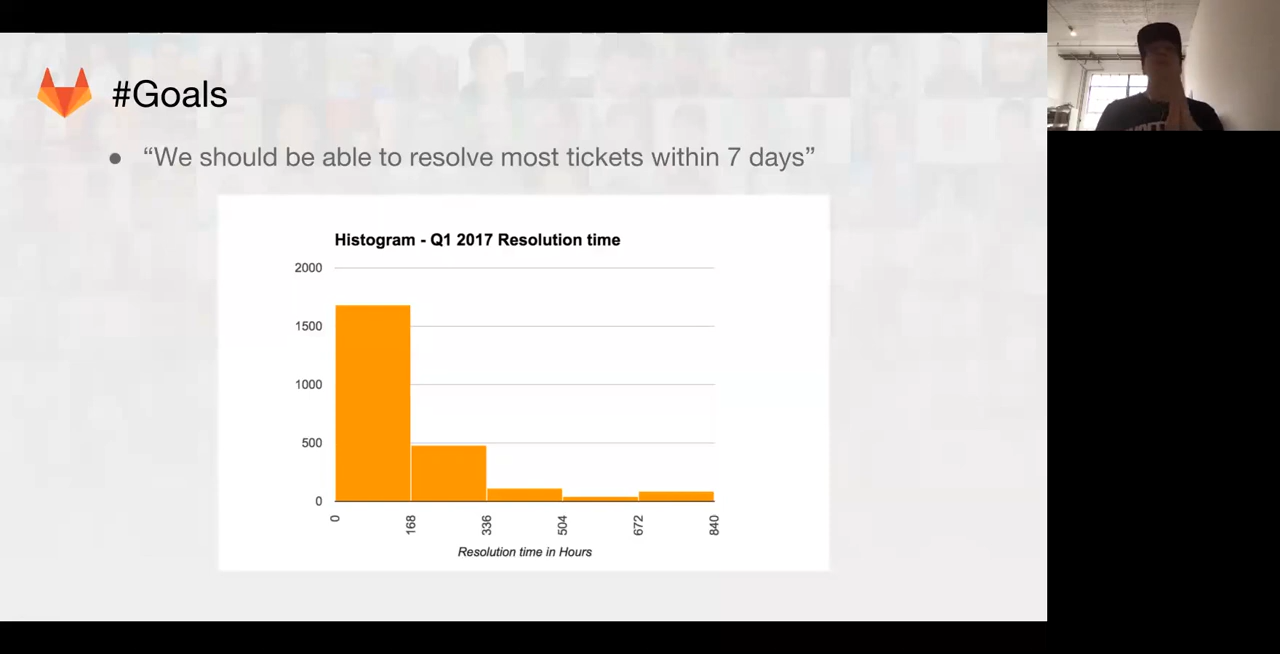 #Goals
● “We should be able to resolve most tickets within 7 days”
Histogram - Q1 2017 Resolution time
2000
1500
1000
500
0
0 168 336 504 672 840
Resolution time in Hours